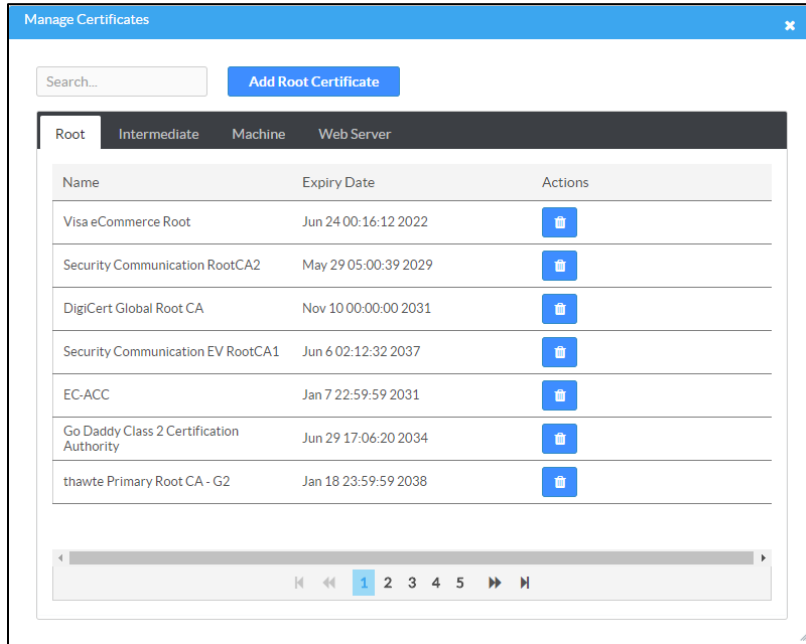 Manage Certificates
Search...
Add Root Certificate
Root Intermediate Machine Web Server
Name Expiry Date Actions
Visa eCommerce Root Jun 24 00:16:12 2022
Security Communication RootCA2 May 29 05:00:39 2029
DigiCert Global Root CA Nov 10 00:00:00 2031
Security Communication EV RootCA1 Jun 6 02:12:32 2037
EC-ACC Jan 7 22:59:59 2031
Go Daddy Class 2 Certification
Authority Jun 29 17:06:20 2034
thawte Primary Root CA - G2 Jan 18 23:59:59 2038
1 2 3 4 5